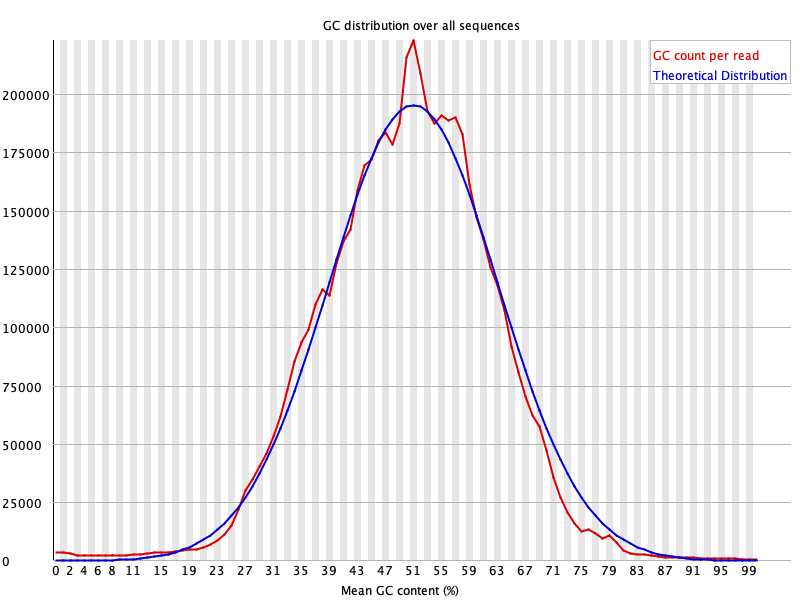 GC distribution over all sequences
GC count per read
Theoretical Distribution
200000
175000
150000
125000
100000
75000
50000
25000
0
0 2 4 6 8 11 15 19 23 27 31 35 39 43 47 51 55 59 63 67 71 75 79 83 87 91 95 99
Mean GC content (%)